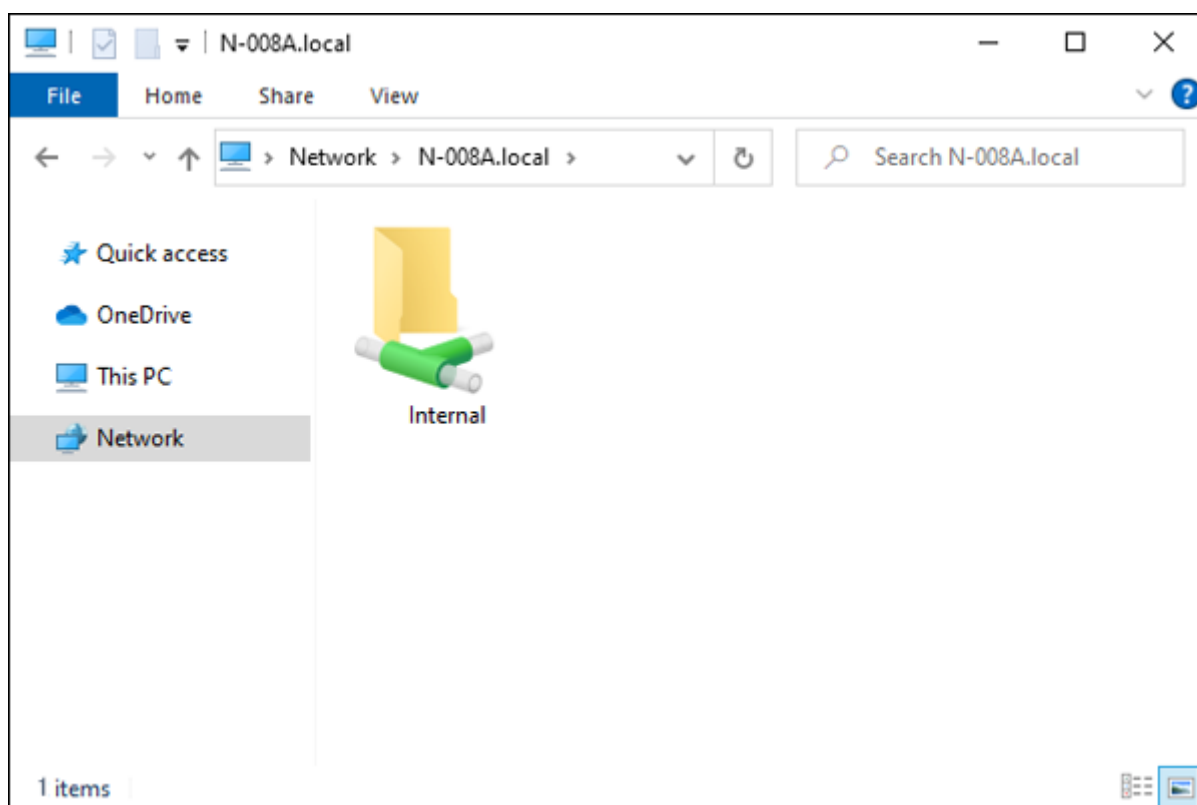 N-008A.local
File Home Share View
Network > N-008A.local >
Search N-008A.local
Quick access
OneDrive
This PC
Network
Internal
1 items